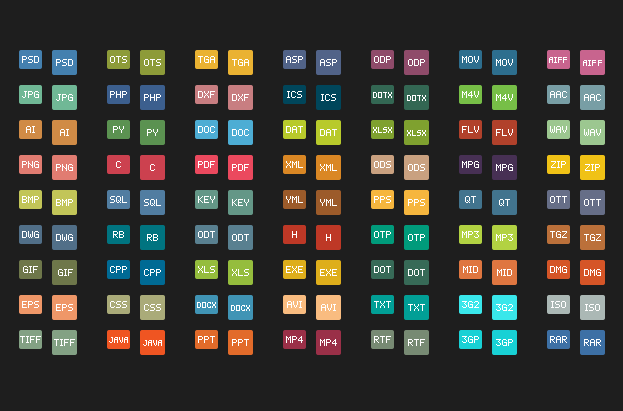 PSD PSD OTS OTS TGA TGA ASP ASP ODP ODP MOV MOV AIFF AIFF
JPG JPG PHP PHP DXF DXF ICS ICS DOTX DOTX M4V M4V AAC AAC
AI AI PY PY DOC DOC DAT DAT XLSX XLSX FLV FLV WAV WAV
PNG PNG C C PDF PDF XML XML ODS ODS MPG MPG ZIP ZIP
BMP BMP SQL SQL KEY KEY YML YML PPS PPS QT QT OTT OTT
DWG DWG RB RB ODT ODT H H OTP OTP MP3 MP3 TGZ TGZ
GIF GIF CPP CPP XLS XLS EXE EXE DOT DOT MID MID DMG DMG
EPS EPS CSS CSS DOCX DOCX AVI AVI TXT TXT 3G2 3G2 ISO ISO
TIFF TIFF JAVA JAVA PPT PPT MP4 MP4 RTF RTF 3GP 3GP RAR RAR